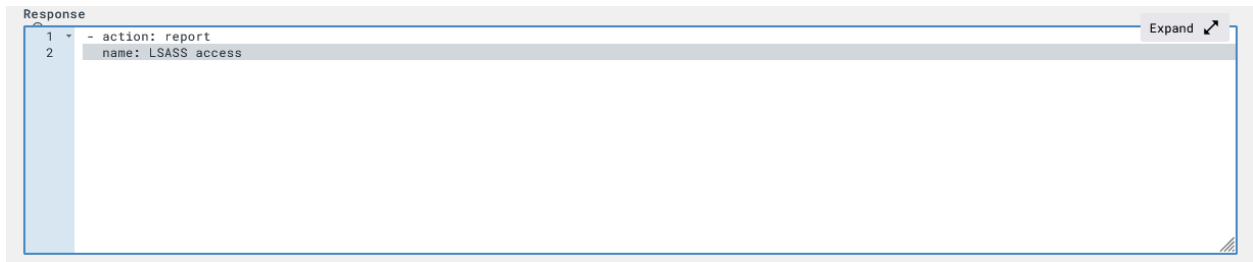 Response
Expand
1 - action: report
2 name: LSASS access